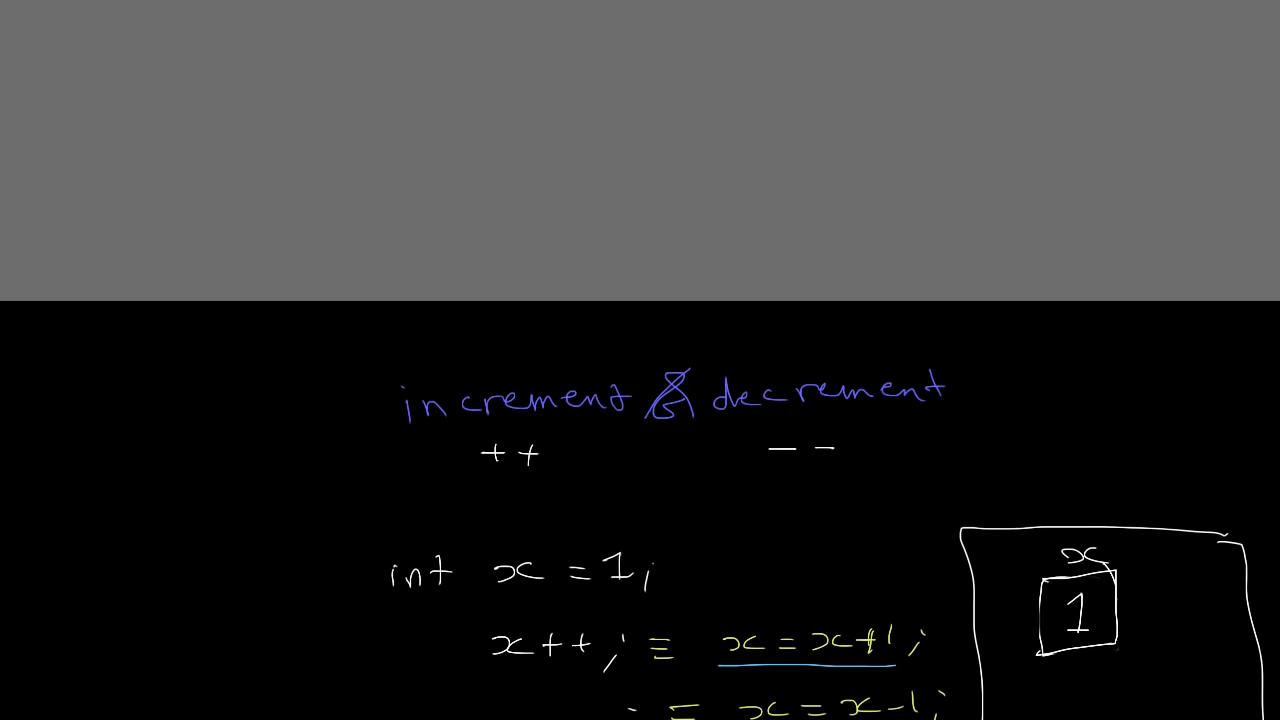 increment & decrement
++ --
int x = 1;
x
1
x++; ≡ x = x+1;
≡ x = x-1;